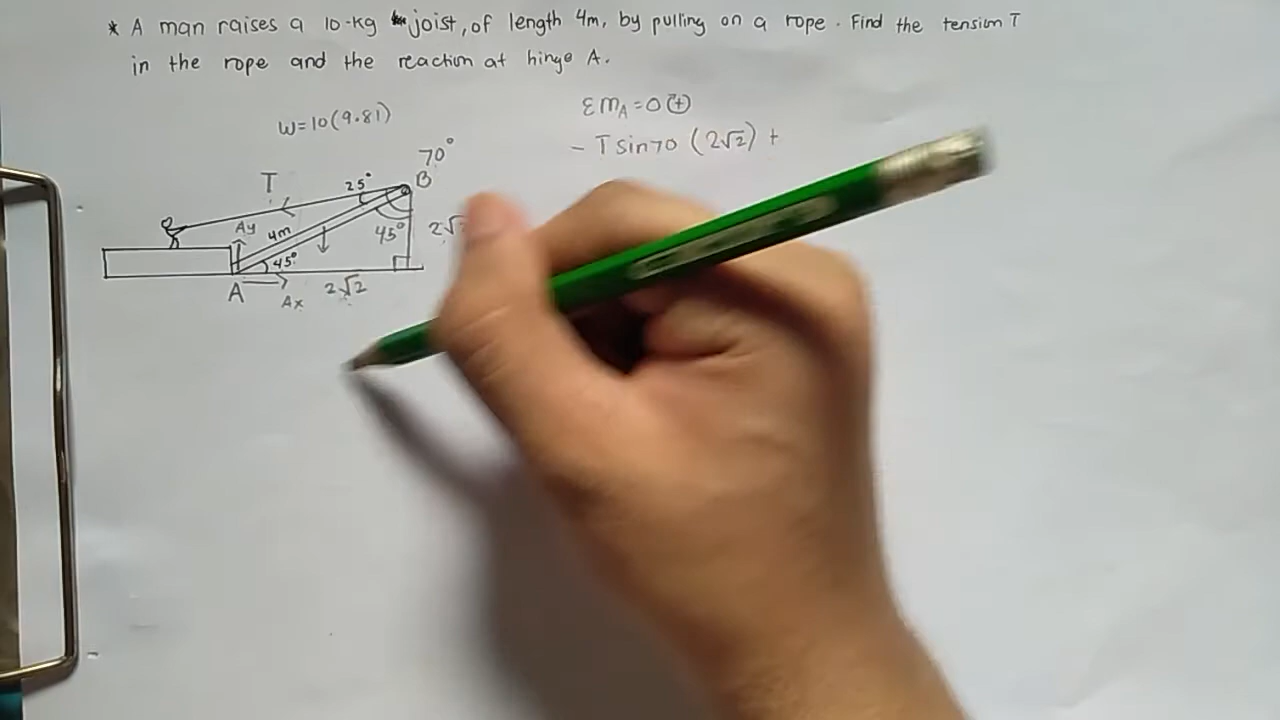 * A man raises a 10-kg joist, of length 4m, by pulling on a rope. Find the tension T
in the rope and the reaction at hinge A.
W=10(9.81)
ΣMA=0 (+)
- T sin70 (2√2) +
70°
T
25°
B
Ay
4m
45°
2√
45°
A
Ax
2√2